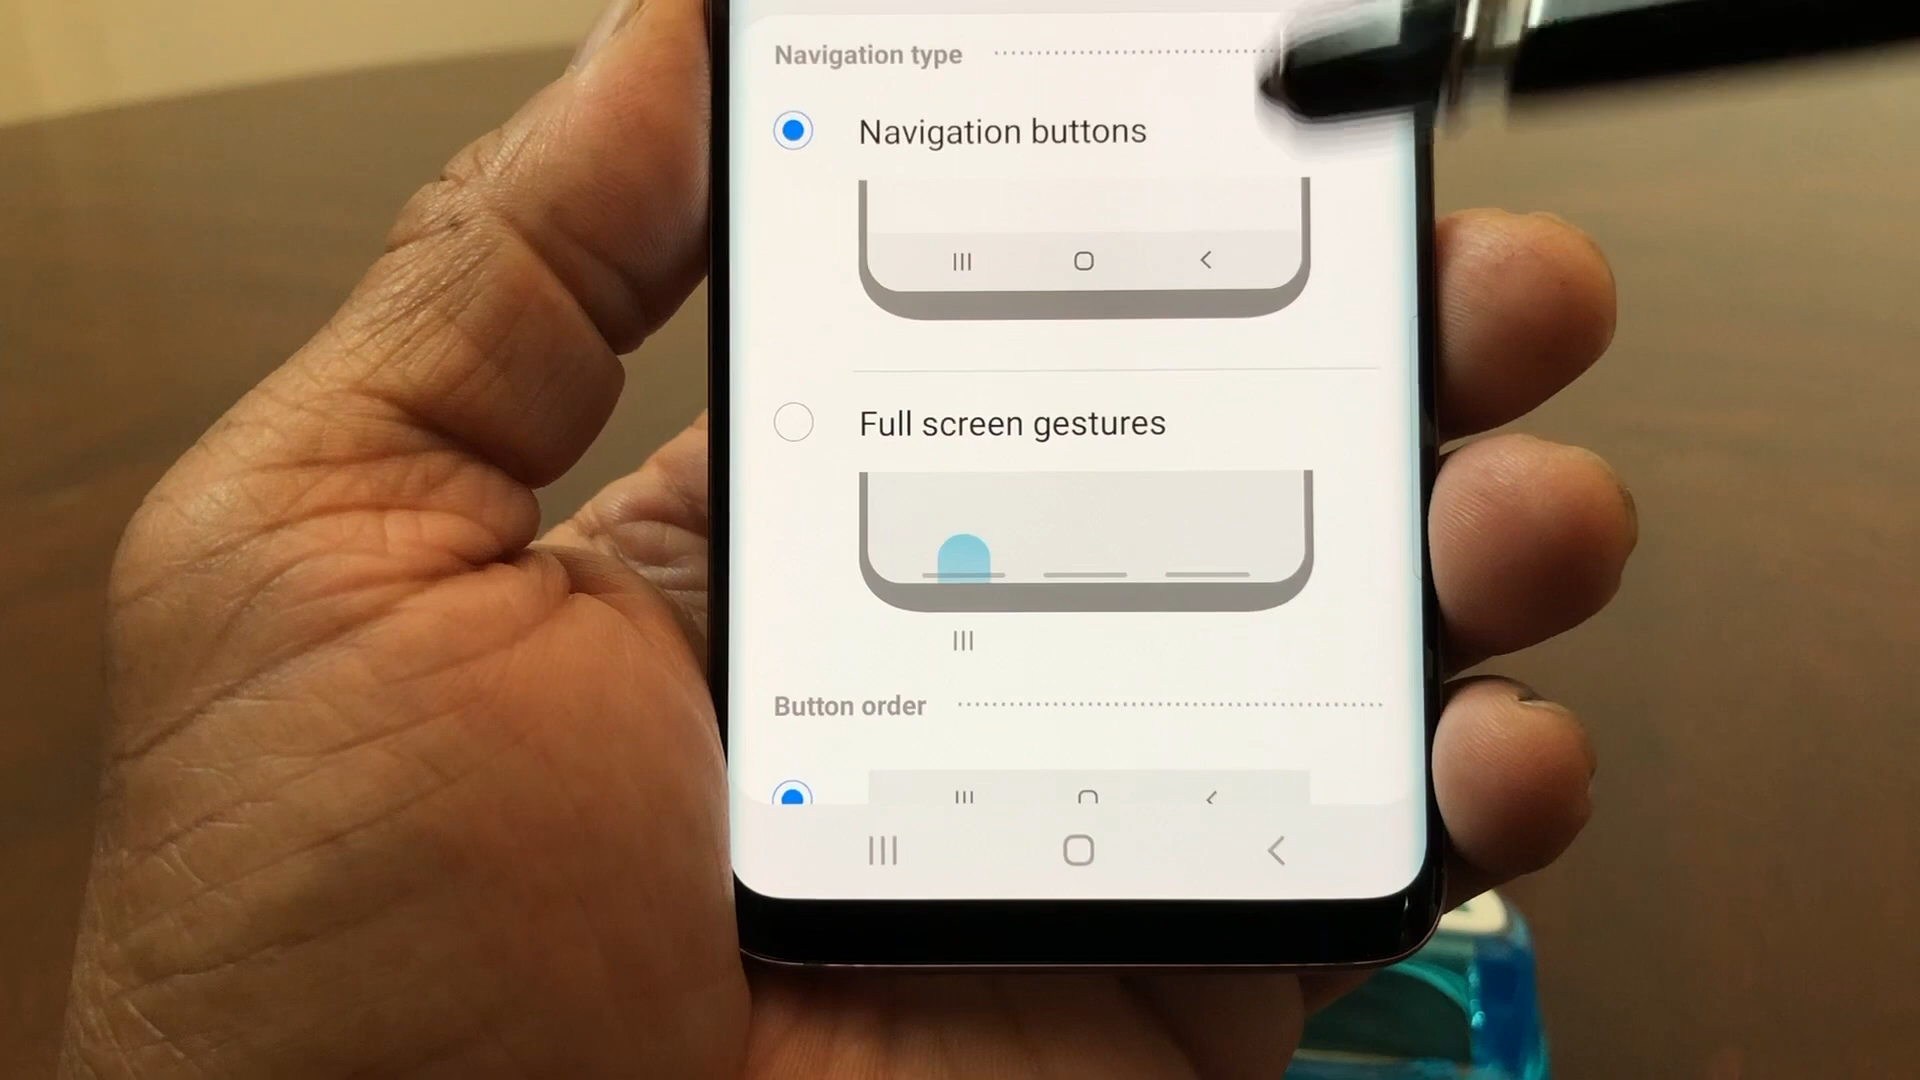 Navigation type
Navigation buttons
Full screen gestures
Button order